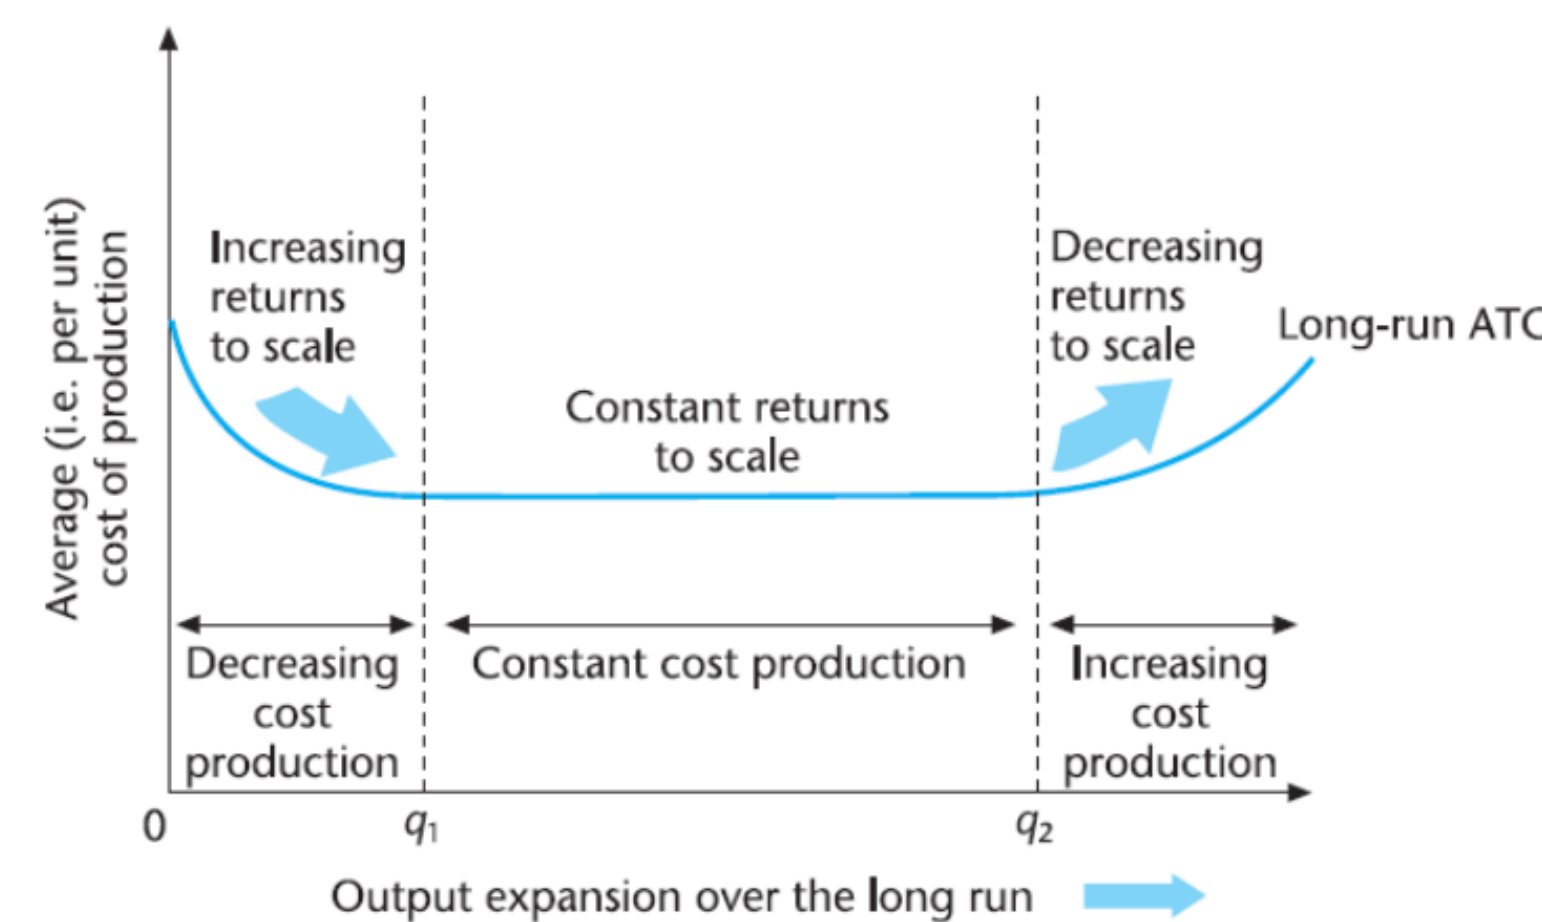 Average (i.e. per unit)
cost of production
Increasing
returns
to scale
Constant returns
to scale
Decreasing
returns
to scale
Long-run ATC
Decreasing
cost
production
Constant cost production
Increasing
cost
production
0
q₁
q₂
Output expansion over the long run